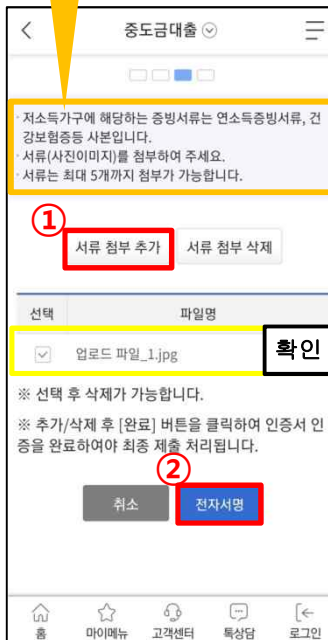 중도금대출
· 저소득가구에 해당하는 증빙서류는 연소득증빙서류, 건
강보험증등 사본입니다.
· 서류(사진이미지)를 첨부하여 주세요.
· 서류는 최대 5개까지 첨부가 가능합니다.
①
서류 첨부 추가 서류 첨부 삭제
선택 파일명
업로드 파일_1.jpg 확인
※ 선택 후 삭제가 가능합니다.
※ 추가/삭제 후 [완료] 버튼을 클릭하여 인증서 인
증을 완료하여야 최종 제출 처리됩니다.
②
취소 전자서명
홈 마이메뉴 고객센터 톡상담 로그인